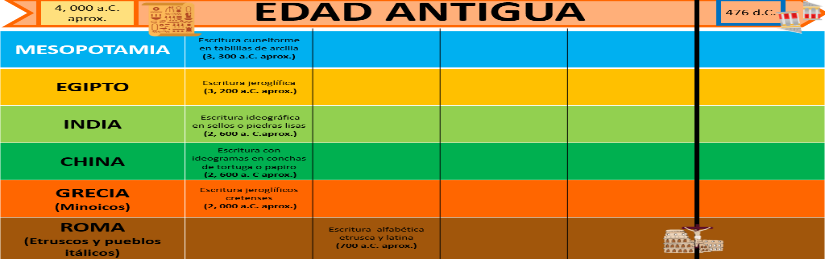 4, 000 a.C.
aprox.
EDAD ANTIGUA
476 d.C.
MESOPOTAMIA
Escritura cuneiforme
en tablillas de arcilla
(3, 300 a.C. aprox.)
EGIPTO
Escritura jeroglífica
(3, 200 a.C. aprox.)
INDIA
Escritura ideográfica
en sellos o piedras lisas
(2, 600 a. C.aprox.)
CHINA
Escritura con
ideogramas en conchas
de tortuga o papiro
(2, 600 a. C aprox.)
GRECIA
(Minoicos)
Escritura jeroglíficos
cretenses
(2, 000 a.C. aprox.)
ROMA
(Etruscos y pueblos
itálicos)
Escritura alfabética
etrusca y latina
(700 a.C. aprox.)